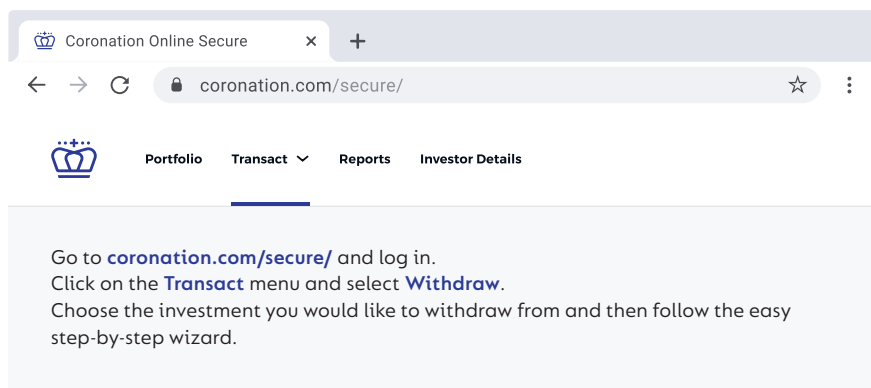 Coronation Online Secure
coronation.com/secure/
Portfolio Transact Reports Investor Details
Go to coronation.com/secure/ and log in.
Click on the Transact menu and select Withdraw.
Choose the investment you would like to withdraw from and then follow the easy
step-by-step wizard.